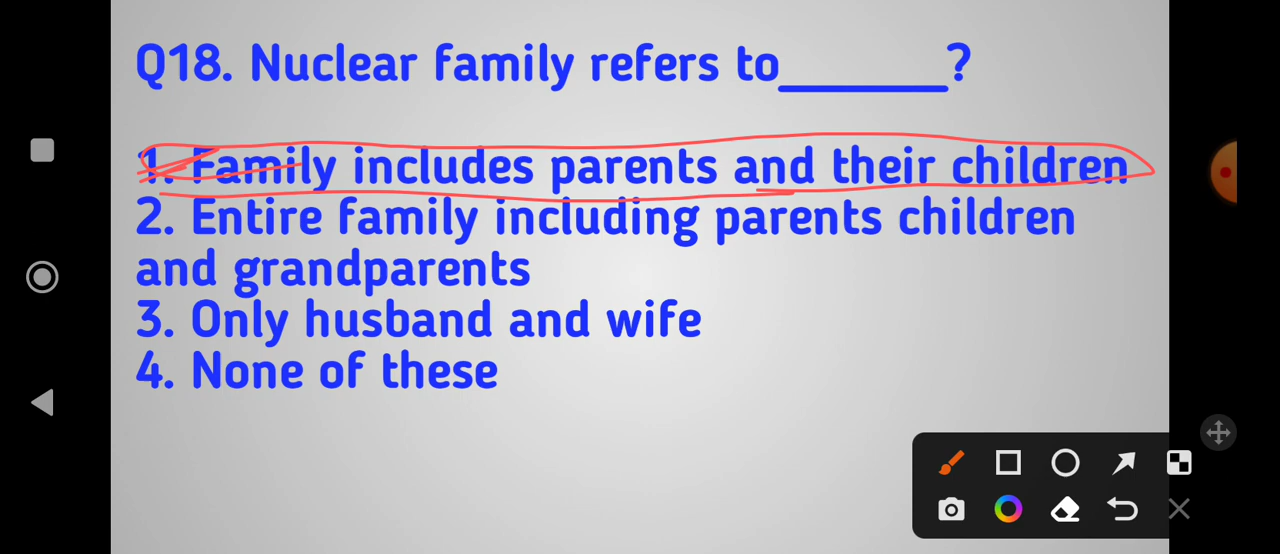 Q18. Nuclear family refers to_______?
1. Family includes parents and their children
2. Entire family including parents children
and grandparents
3. Only husband and wife
4. None of these